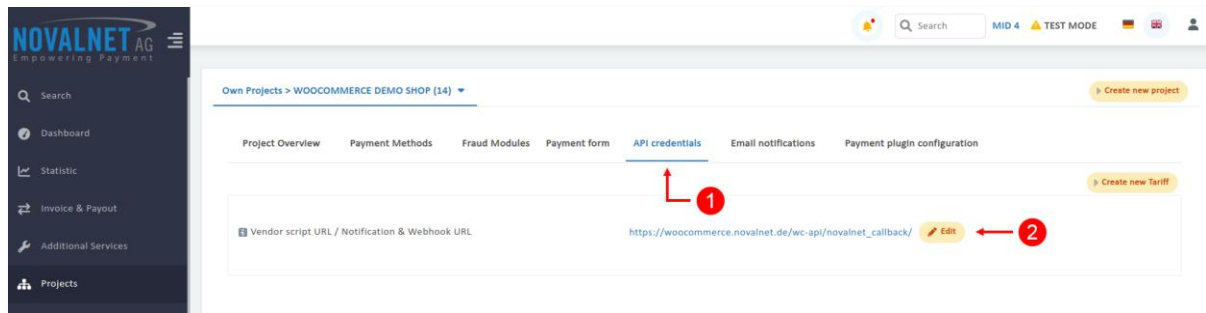 NOVALNET AG
Empowering Payment
Search
MID 4
TEST MODE
Search
Dashboard
Statistic
Invoice & Payout
Additional Services
Projects
Own Projects > WOOCOMMERCE DEMO SHOP (14)
Create new project
Project Overview
Payment Methods
Fraud Modules
Payment form
API credentials
Email notifications
Payment plugin configuration
1
Create new Tariff
Vendor script URL / Notification & Webhook URL
https://woocommerce.novalnet.de/wc-api/novalnet_callback/
Edit
2